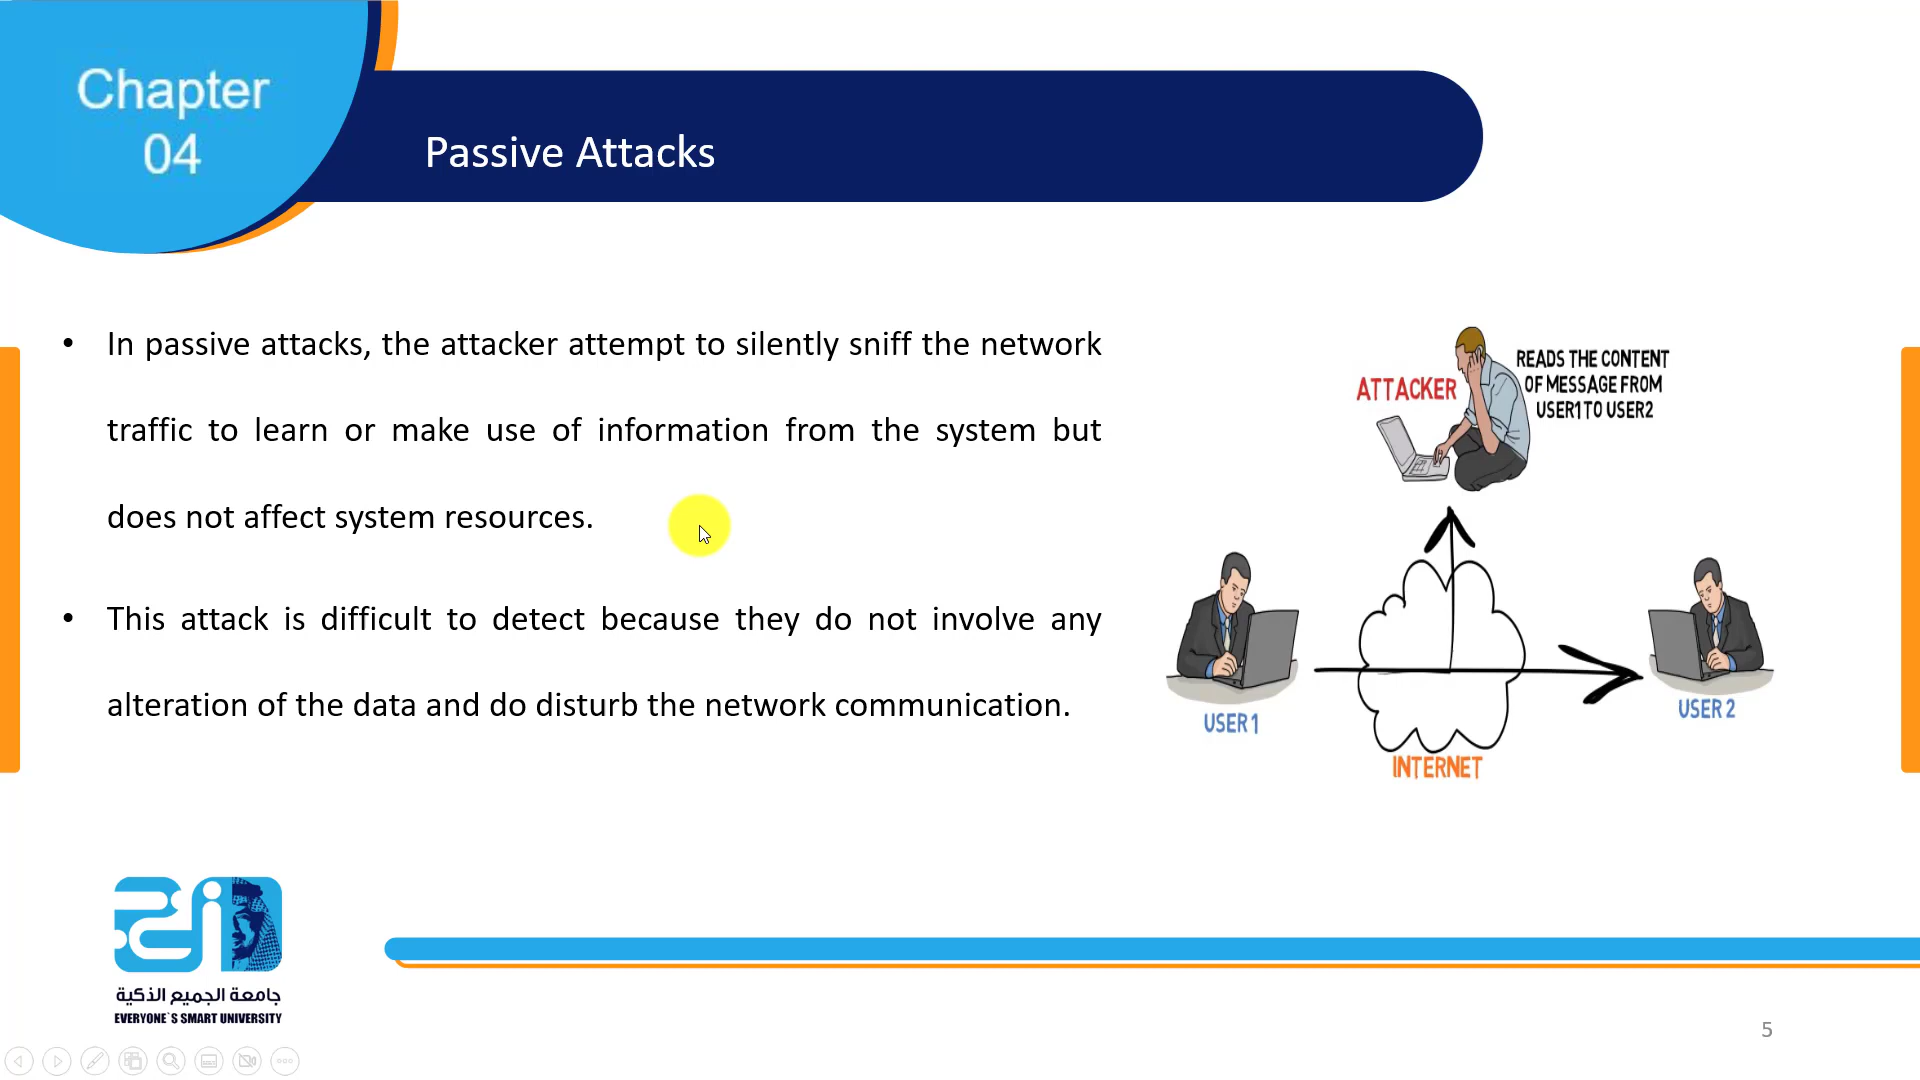 Chapter
04
Passive Attacks
• In passive attacks, the attacker attempt to silently sniff the network
traffic to learn or make use of information from the system but
does not affect system resources.
• This attack is difficult to detect because they do not involve any
alteration of the data and do disturb the network communication.
ATTACKER
READS THE CONTENT
OF MESSAGE FROM
USER1 TO USER2
USER 1
USER 2
INTERNET
جامعة الجميع الذكية
EVERYONE`S SMART UNIVERSITY
5